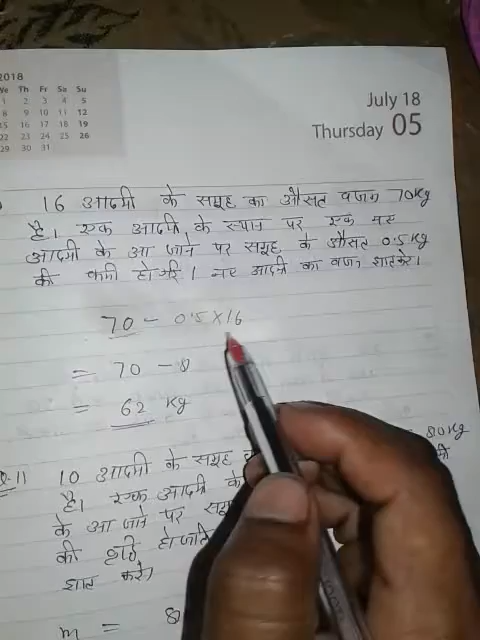 2018
We Th Fr Sa Su
1 2 3 4 5
8 9 10 11 12
15 16 17 18 19
22 23 24 25 26
29 30 31
July 18
Thursday 05
16 आदमी के समूह का औसत वजन 70Kg
है। एक आदमी के स्थान पर एक नए
आदमी के आ जाने पर समूह के औसत 0.5Kg
की कमी हो गई। नए आदमी का वजन ज्ञात करें।
70 - 0.5 X 16
= 70 - 8
= 62 Kg
-11 10 आदमी के समूह 80Kg
है। एक आदमी के
के आ जाने पर समू
की वृद्धि हो जाति
ज्ञात करें।
m = 8